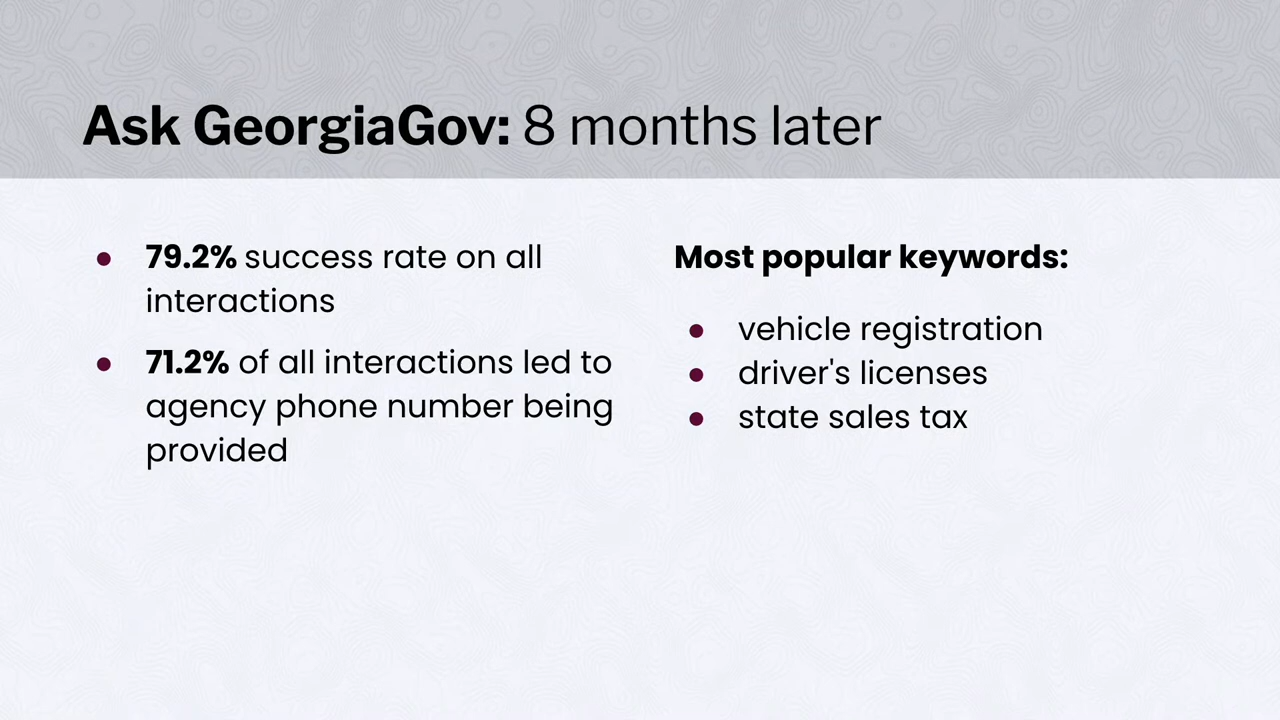 Ask GeorgiaGov: 8 months later
● 79.2% success rate on all
interactions
● 71.2% of all interactions led to
agency phone number being
provided
Most popular keywords:
● vehicle registration
● driver's licenses
● state sales tax